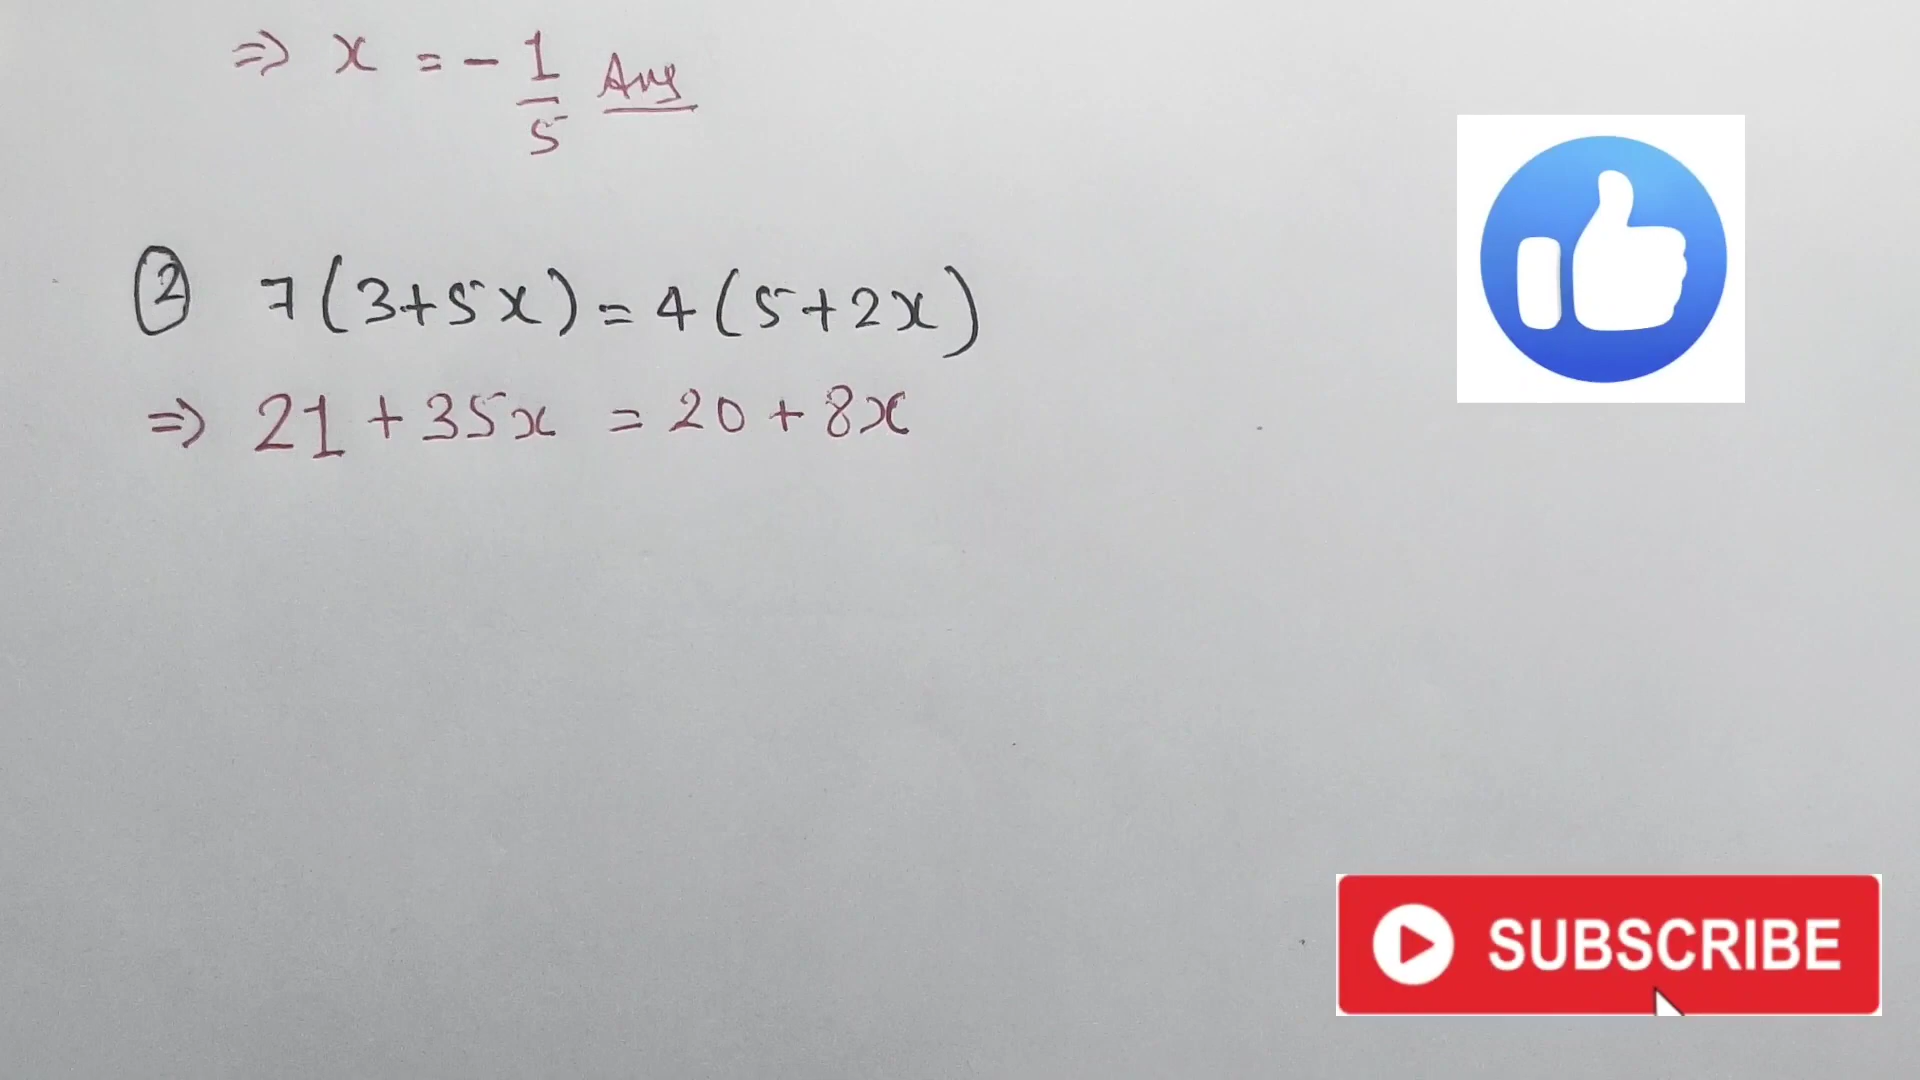 ⇒ x = - 1/5 Ans
② 7(3+5x) = 4(5+2x)
⇒ 21 + 35x = 20 + 8x
SUBSCRIBE